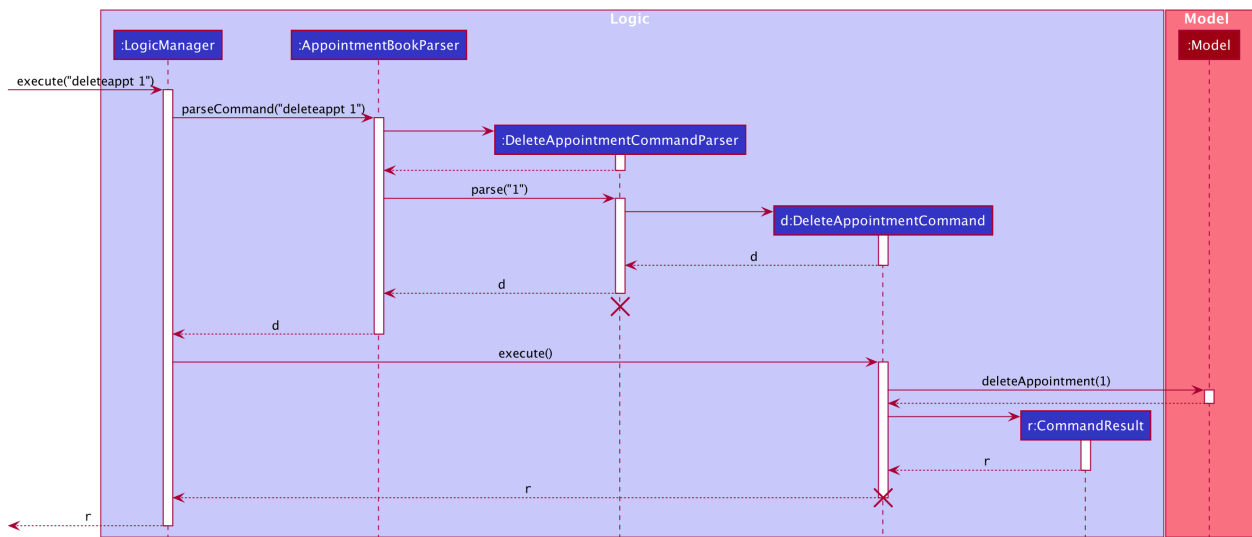 Logic
Model
:LogicManager
:AppointmentBookParser
:Model
execute("deleteappt 1")
parseCommand("deleteappt 1")
:DeleteAppointmentCommandParser
parse("1")
d:DeleteAppointmentCommand
d
d
d
execute()
deleteAppointment(1)
r:CommandResult
r
r
r